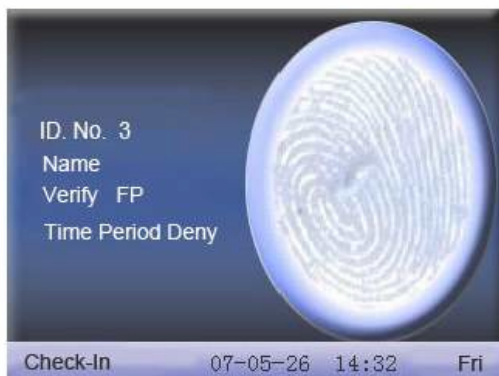 ID. No. 3
Name
Verify FP
Time Period Deny
Check-In 07-05-26 14:32 Fri